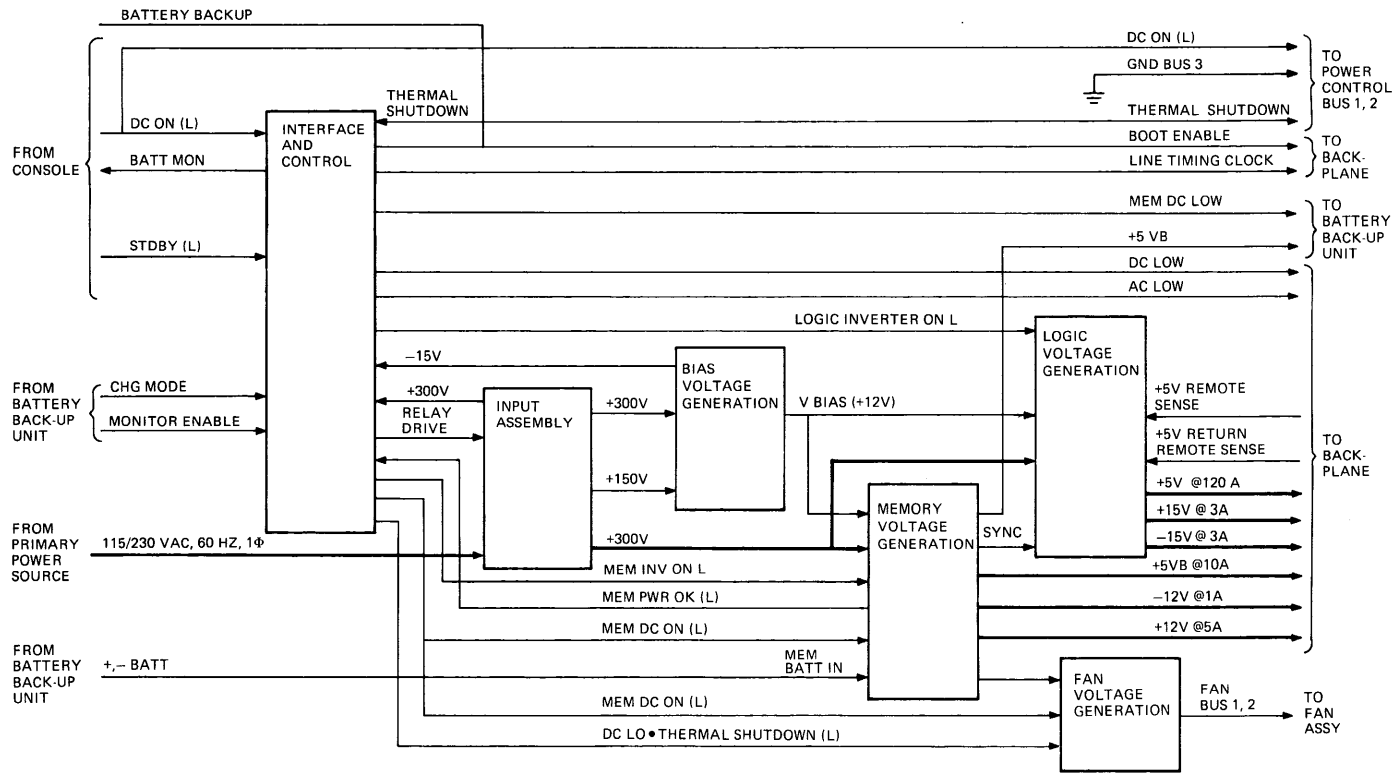 BATTERY BACKUP
DC ON (L)
GND BUS 3
TO
POWER
CONTROL
BUS 1, 2
THERMAL
SHUTDOWN
THERMAL SHUTDOWN
FROM
CONSOLE
DC ON (L)
BATT MON
STDBY (L)
INTERFACE
AND
CONTROL
BOOT ENABLE
LINE TIMING CLOCK
TO
BACK-
PLANE
MEM DC LOW
+5 VB
TO
BATTERY
BACK-UP
UNIT
DC LOW
AC LOW
LOGIC INVERTER ON L
LOGIC
VOLTAGE
GENERATION
−15V
BIAS
VOLTAGE
GENERATION
FROM
BATTERY
BACK-UP
UNIT
CHG MODE
MONITOR ENABLE
+300V
RELAY
DRIVE
INPUT
ASSEMBLY
+300V
+150V
+300V
V BIAS (+12V)
+5V REMOTE
SENSE
+5V RETURN
REMOTE SENSE
TO
BACK-
PLANE
+5V @120 A
+15V @ 3A
−15V @ 3A
+5VB @10A
−12V @1A
+12V @5A
MEMORY
VOLTAGE
GENERATION
SYNC
FROM
PRIMARY
POWER
SOURCE
115/230 VAC, 60 HZ, 1Φ
MEM INV ON L
MEM PWR OK (L)
MEM DC ON (L)
FROM
BATTERY
BACK-UP
UNIT
+,− BATT
MEM
BATT IN
MEM DC ON (L)
DC LO•THERMAL SHUTDOWN (L)
FAN
VOLTAGE
GENERATION
FAN
BUS 1, 2
TO
FAN
ASSY